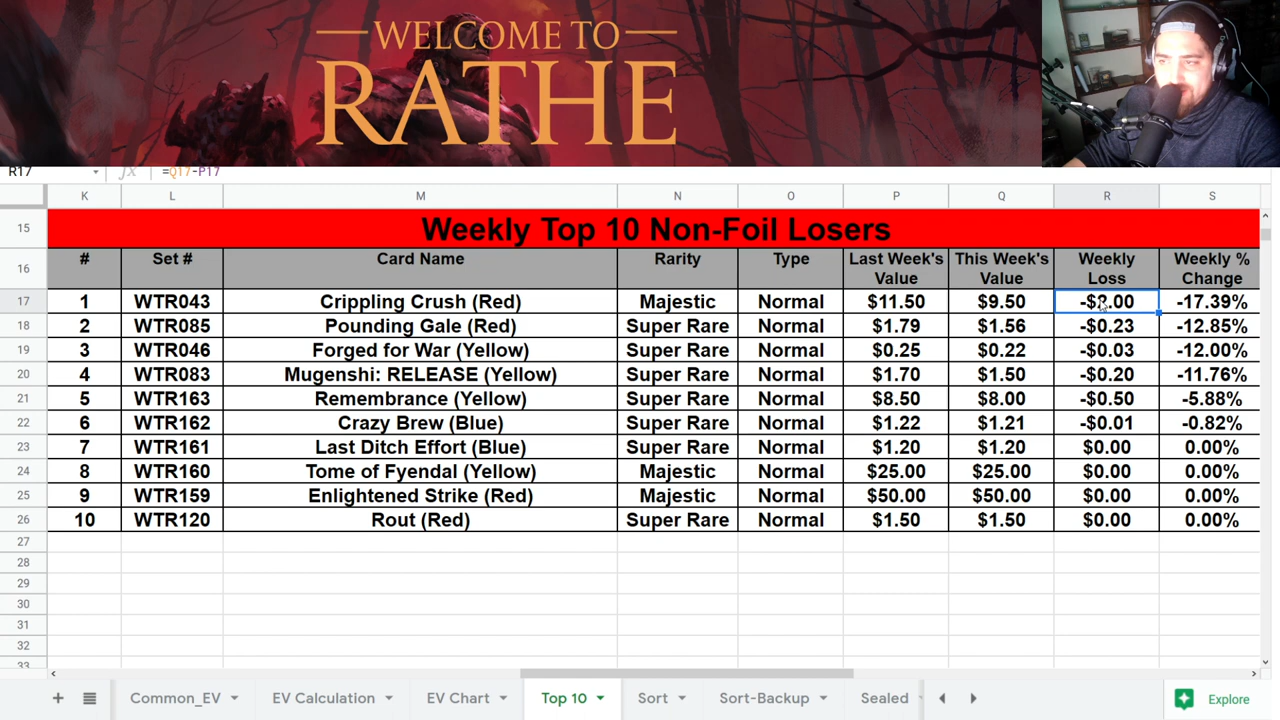 WELCOME TO
RATHE
R17 fx =Q17-P17
K L M N O P Q R S
15 Weekly Top 10 Non-Foil Losers
16 # Set # Card Name Rarity Type Last Week's Value This Week's Value Weekly Loss Weekly % Change
17 1 WTR043 Crippling Crush (Red) Majestic Normal $11.50 $9.50 -$2.00 -17.39%
18 2 WTR085 Pounding Gale (Red) Super Rare Normal $1.79 $1.56 -$0.23 -12.85%
19 3 WTR046 Forged for War (Yellow) Super Rare Normal $0.25 $0.22 -$0.03 -12.00%
20 4 WTR083 Mugenshi: RELEASE (Yellow) Super Rare Normal $1.70 $1.50 -$0.20 -11.76%
21 5 WTR163 Remembrance (Yellow) Super Rare Normal $8.50 $8.00 -$0.50 -5.88%
22 6 WTR162 Crazy Brew (Blue) Super Rare Normal $1.22 $1.21 -$0.01 -0.82%
23 7 WTR161 Last Ditch Effort (Blue) Super Rare Normal $1.20 $1.20 $0.00 0.00%
24 8 WTR160 Tome of Fyendal (Yellow) Majestic Normal $25.00 $25.00 $0.00 0.00%
25 9 WTR159 Enlightened Strike (Red) Majestic Normal $50.00 $50.00 $0.00 0.00%
26 10 WTR120 Rout (Red) Super Rare Normal $1.50 $1.50 $0.00 0.00%
27
28
29
30
31
32
33
+ Common_EV EV Calculation EV Chart Top 10 Sort Sort-Backup Sealed Explore